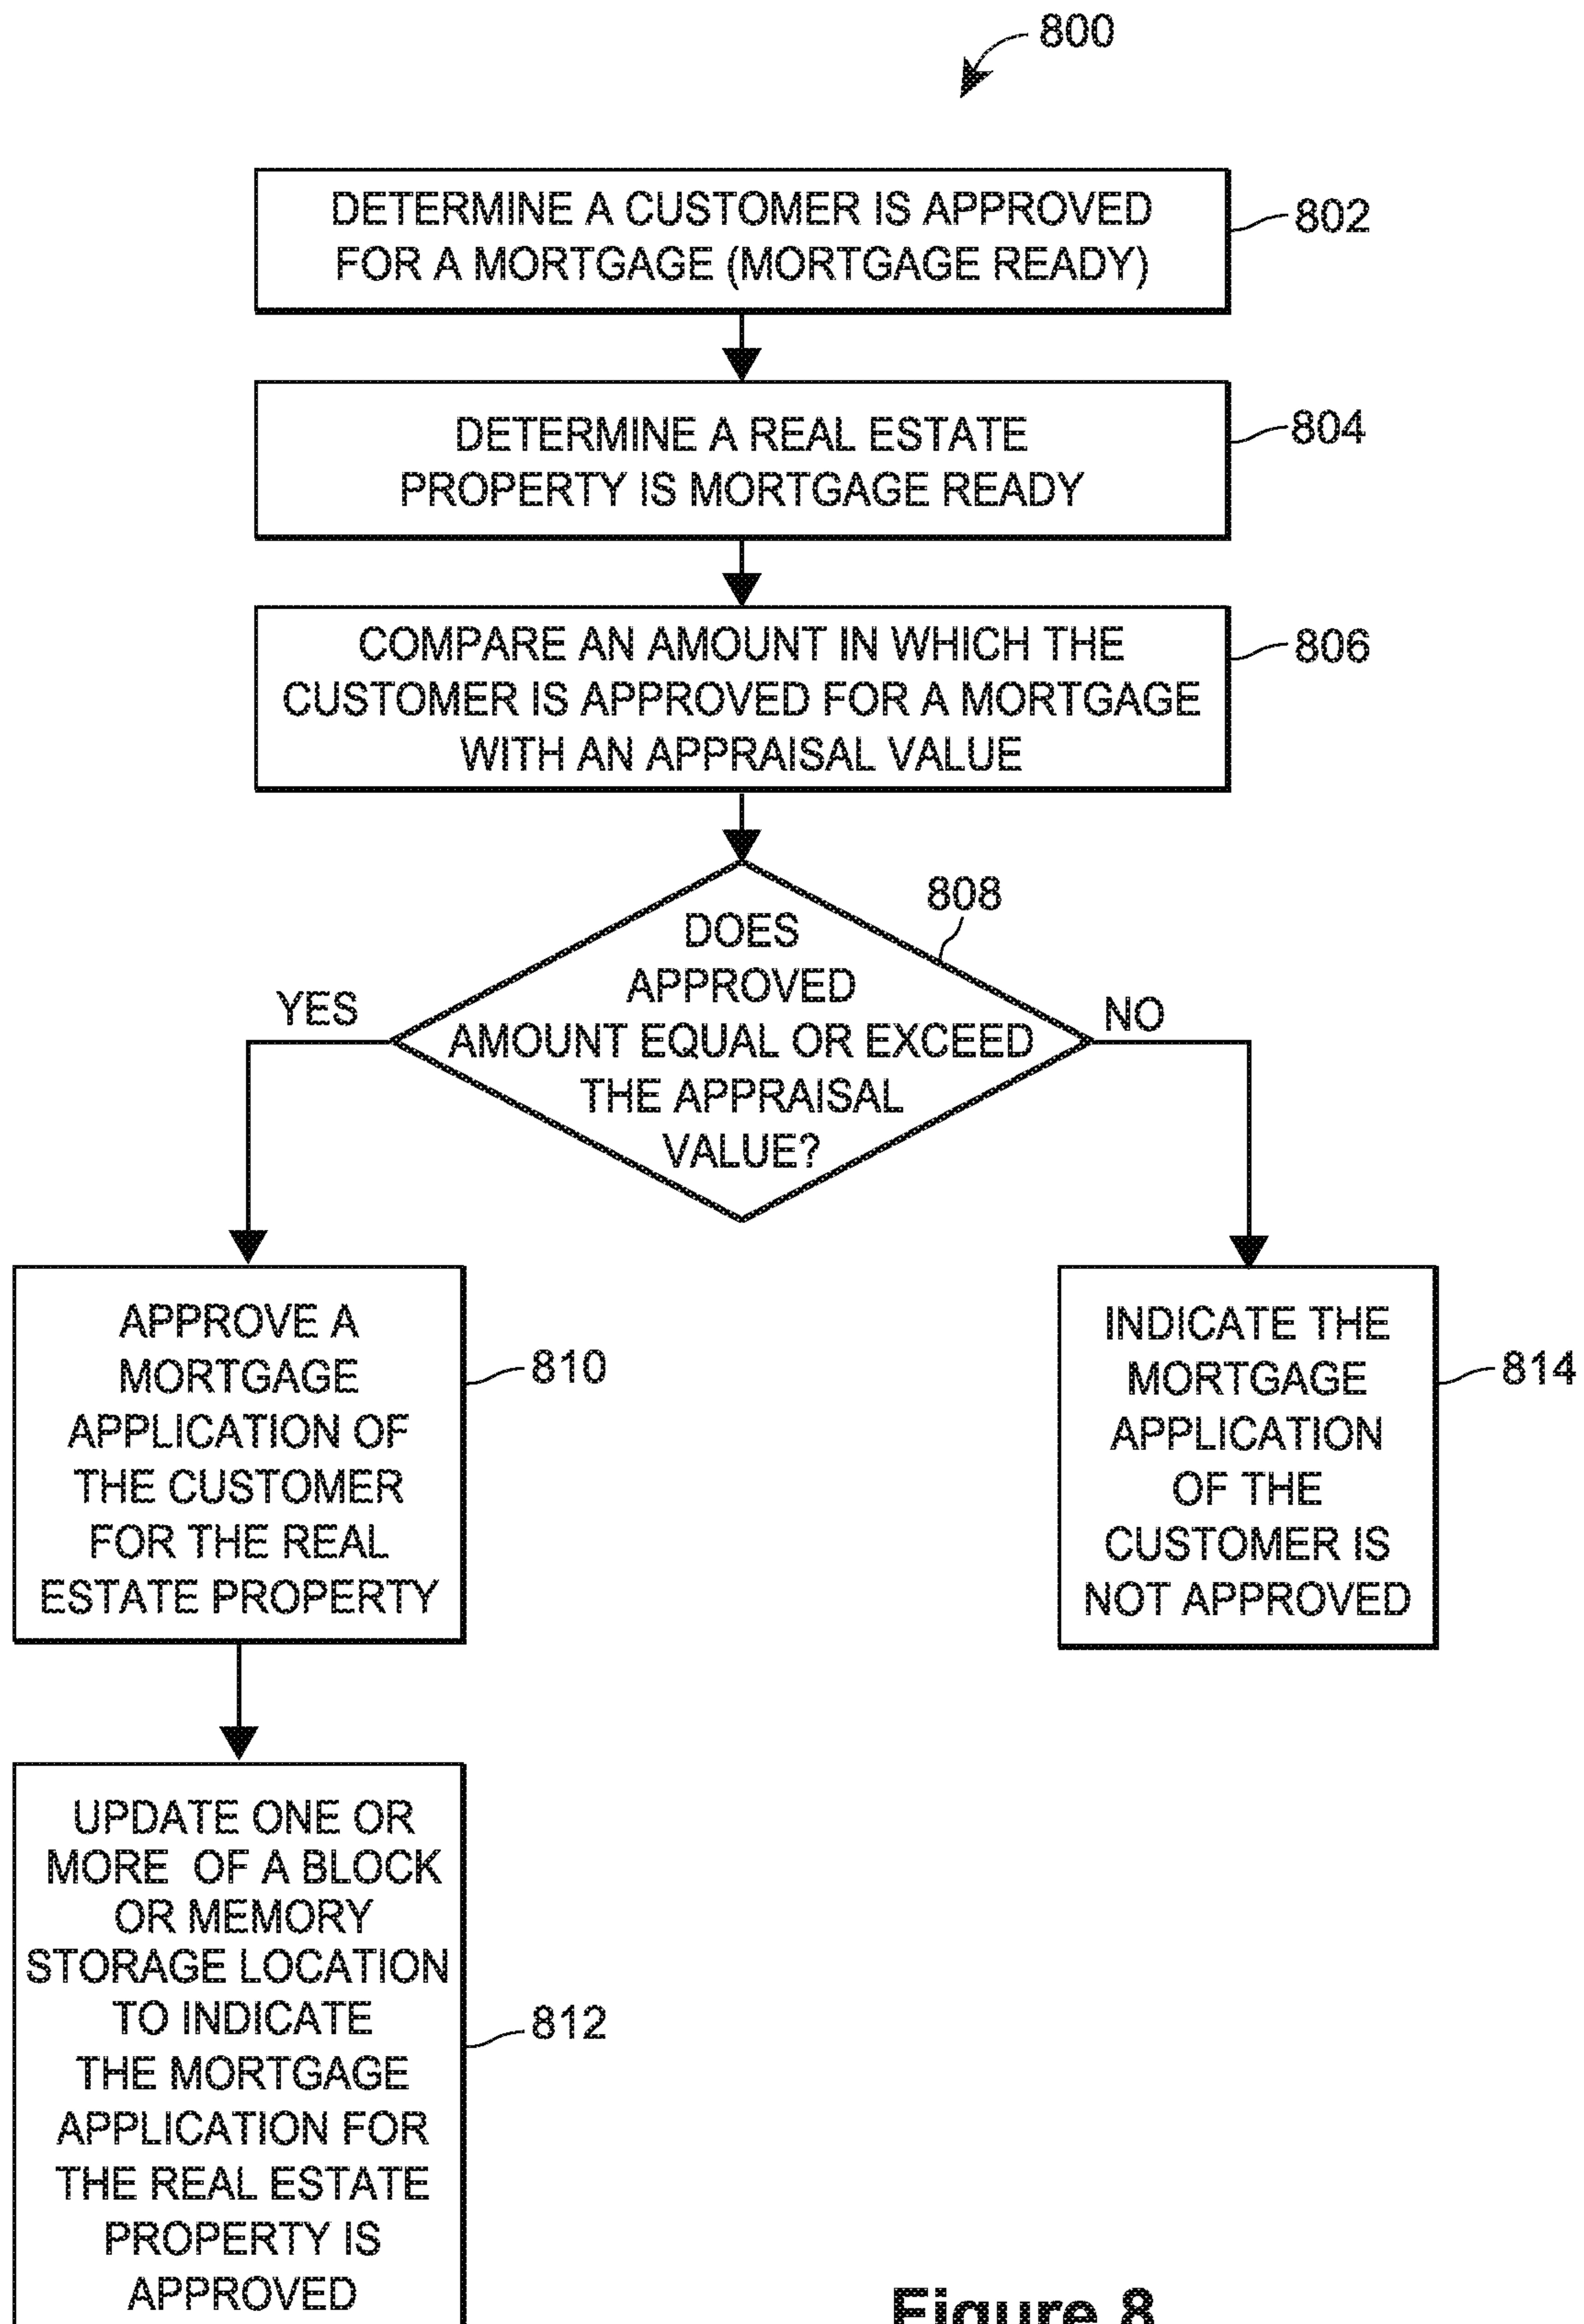 800
DETERMINE A CUSTOMER IS APPROVED
FOR A MORTGAGE (MORTGAGE READY)
802
DETERMINE A REAL ESTATE
PROPERTY IS MORTGAGE READY
804
COMPARE AN AMOUNT IN WHICH THE
CUSTOMER IS APPROVED FOR A MORTGAGE
WITH AN APPRAISAL VALUE
806
808
DOES
APPROVED
AMOUNT EQUAL OR EXCEED
THE APPRAISAL
VALUE?
YES
NO
APPROVE A
MORTGAGE
APPLICATION OF
THE CUSTOMER
FOR THE REAL
ESTATE PROPERTY
810
INDICATE THE
MORTGAGE
APPLICATION
OF THE
CUSTOMER IS
NOT APPROVED
814
UPDATE ONE OR
MORE OF A BLOCK
OR MEMORY
STORAGE LOCATION
TO INDICATE
THE MORTGAGE
APPLICATION FOR
THE REAL ESTATE
PROPERTY IS
APPROVED
812
Figure 8